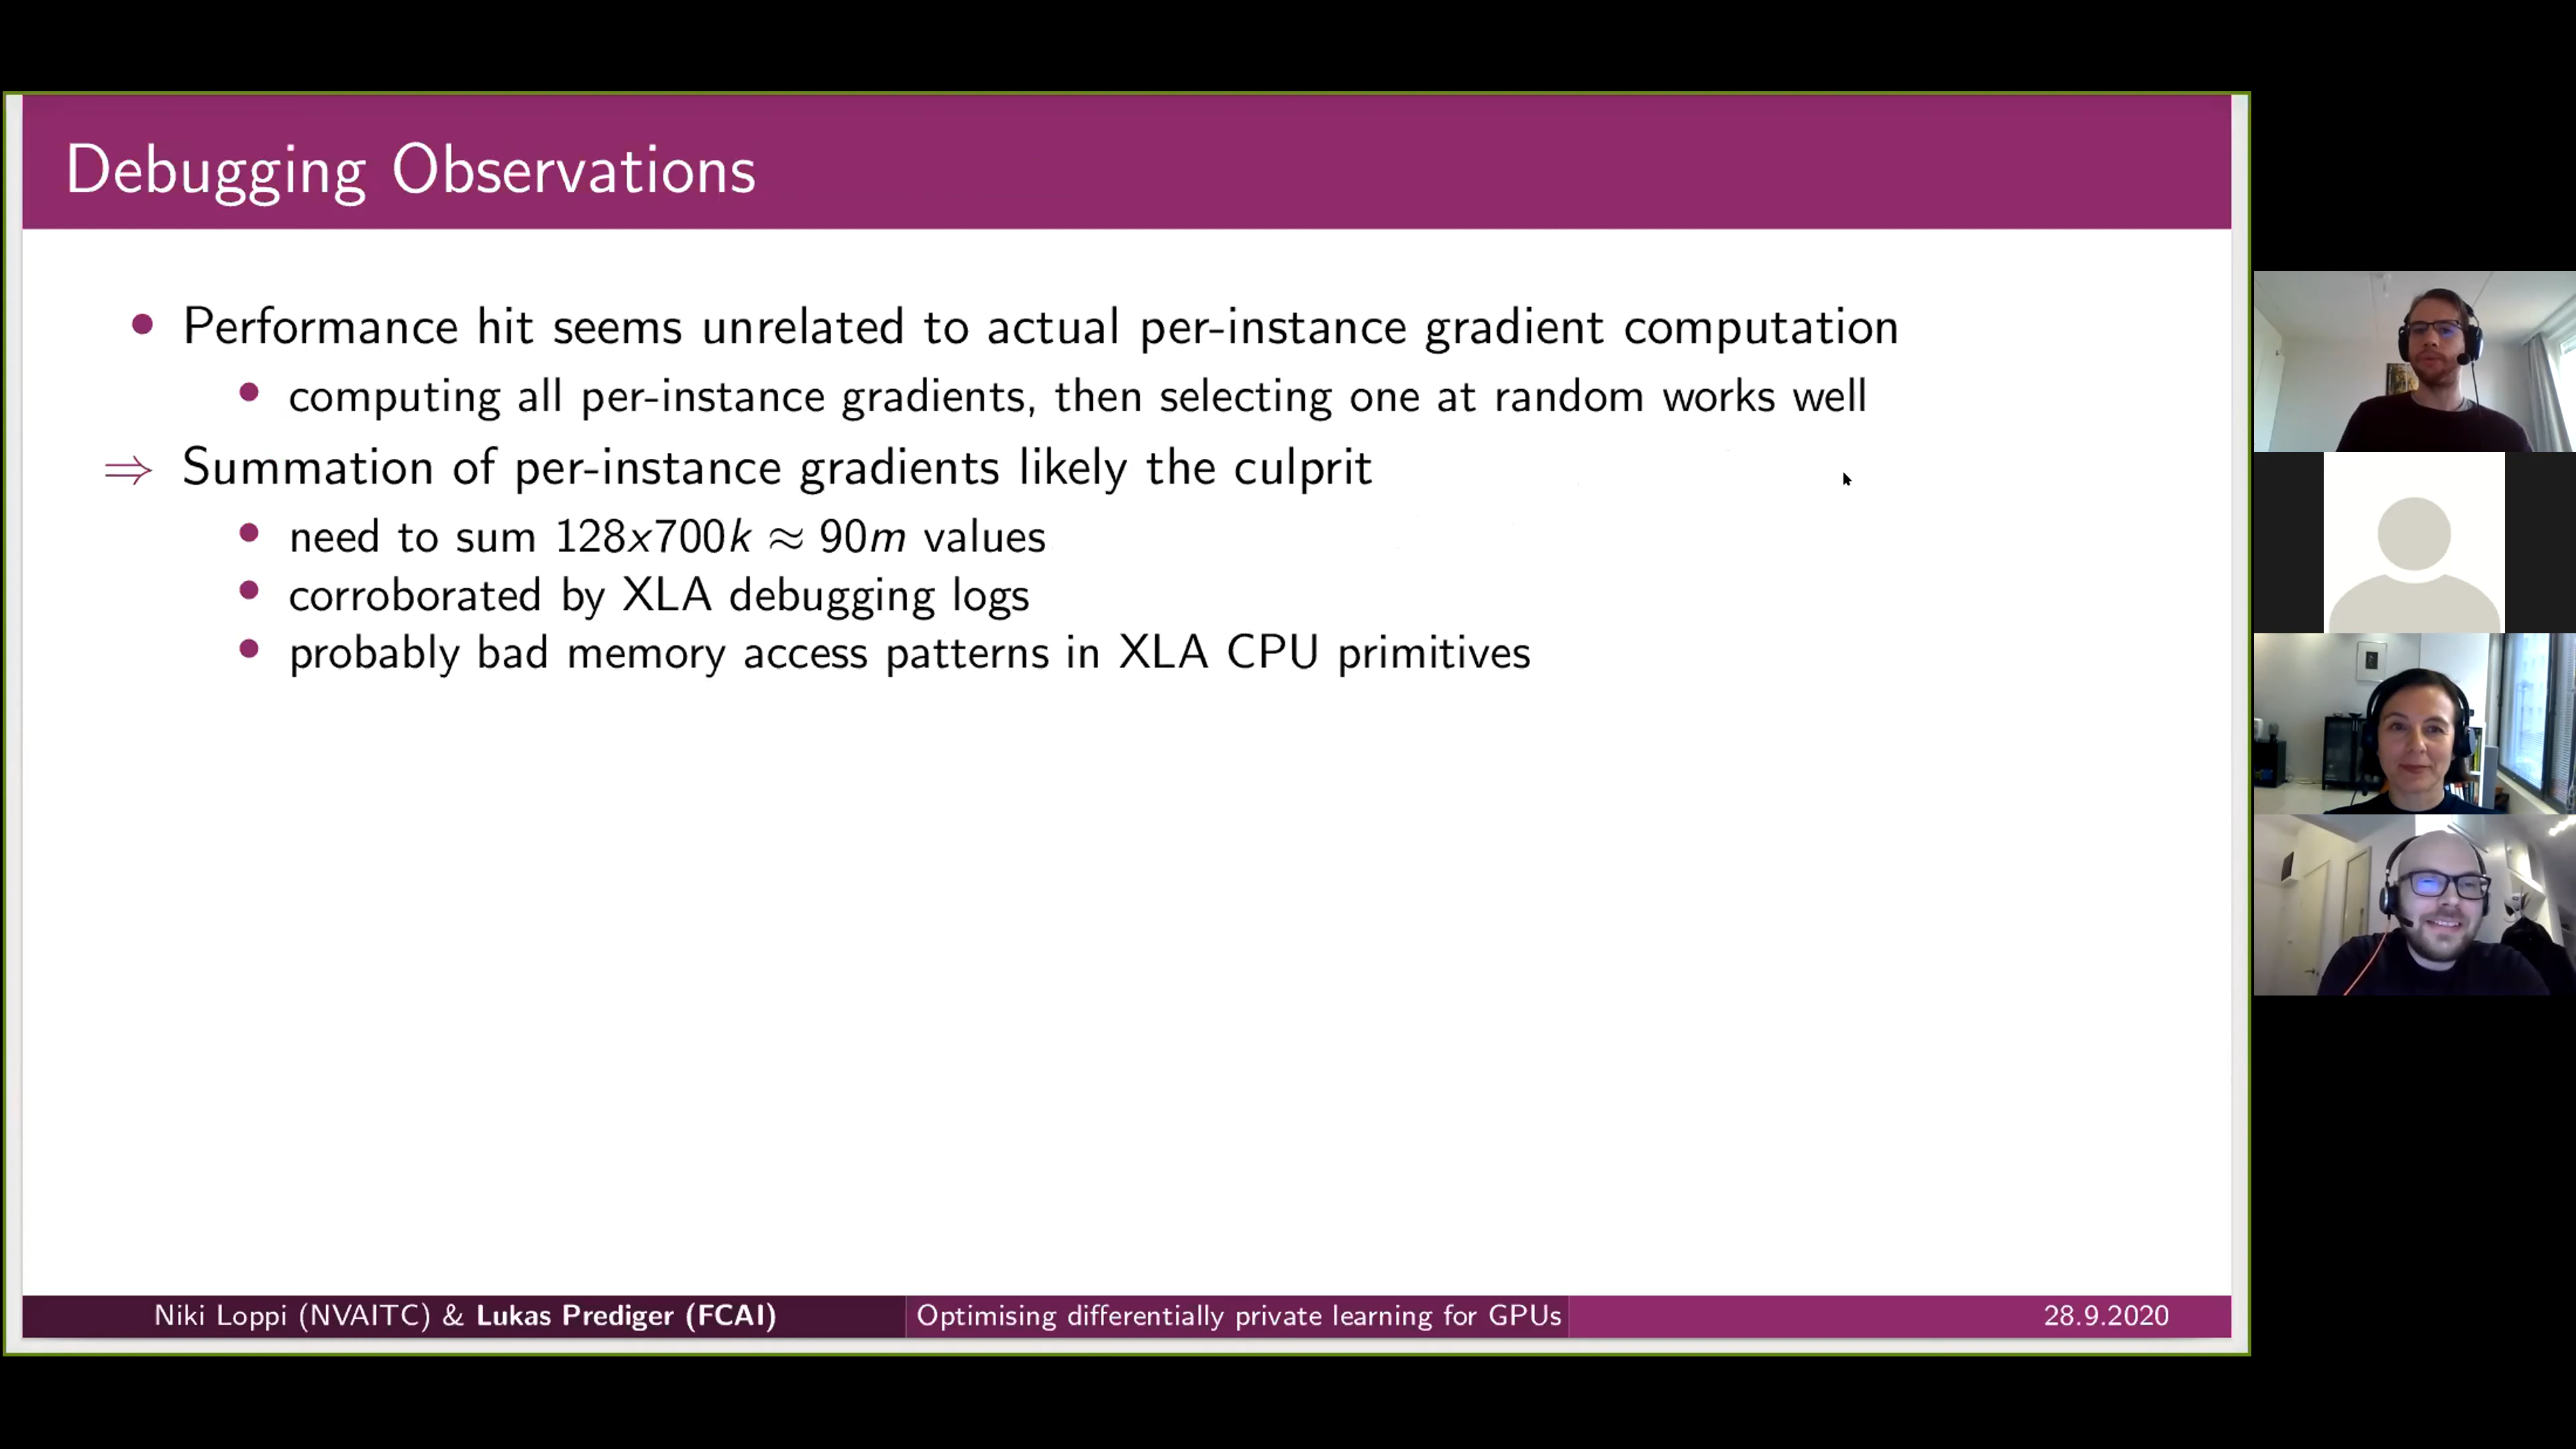 Debugging Observations
• Performance hit seems unrelated to actual per-instance gradient computation
• computing all per-instance gradients, then selecting one at random works well
⇒ Summation of per-instance gradients likely the culprit
• need to sum 128x700k ≈ 90m values
• corroborated by XLA debugging logs
• probably bad memory access patterns in XLA CPU primitives
Niki Loppi (NVAITC) & Lukas Prediger (FCAI)
Optimising differentially private learning for GPUs
28.9.2020